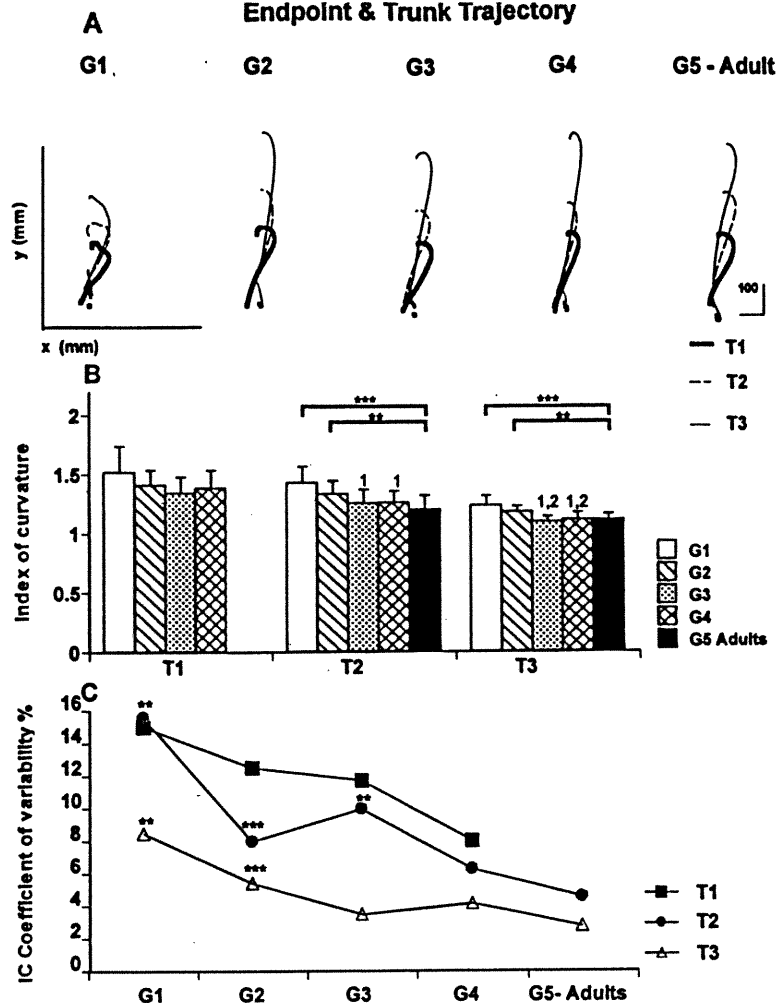 Endpoint & Trunk Trajectory
A
G1 G2 G3 G4 G5 - Adult
y (mm)
x (mm)
100
T1
T2
T3
B
Index of curvature
2
1.5
1
0.5
0
*** **
*** **
1 1
1,2 1,2
T1 T2 T3
G1
G2
G3
G4
G5 Adults
C
IC Coefficient of variability %
16
14
12
10
8
6
4
2
0
**
***
**
**
***
T1
T2
T3
G1 G2 G3 G4 G5- Adults